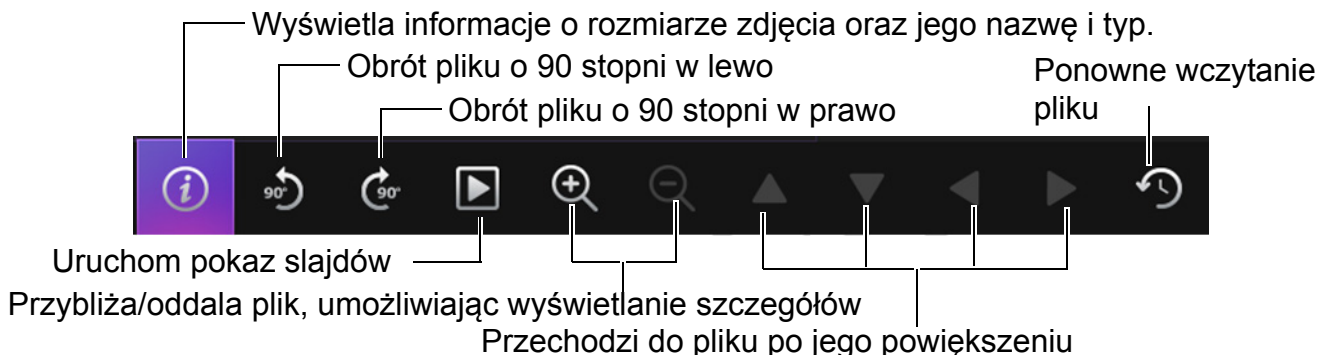 Wyświetla informacje o rozmiarze zdjęcia oraz jego nazwę i typ.
Obrót pliku o 90 stopni w lewo
Ponowne wczytanie
pliku
Obrót pliku o 90 stopni w prawo
i
90°
90°
Uruchom pokaz slajdów
Przybliża/oddala plik, umożliwiając wyświetlanie szczegółów
Przechodzi do pliku po jego powiększeniu